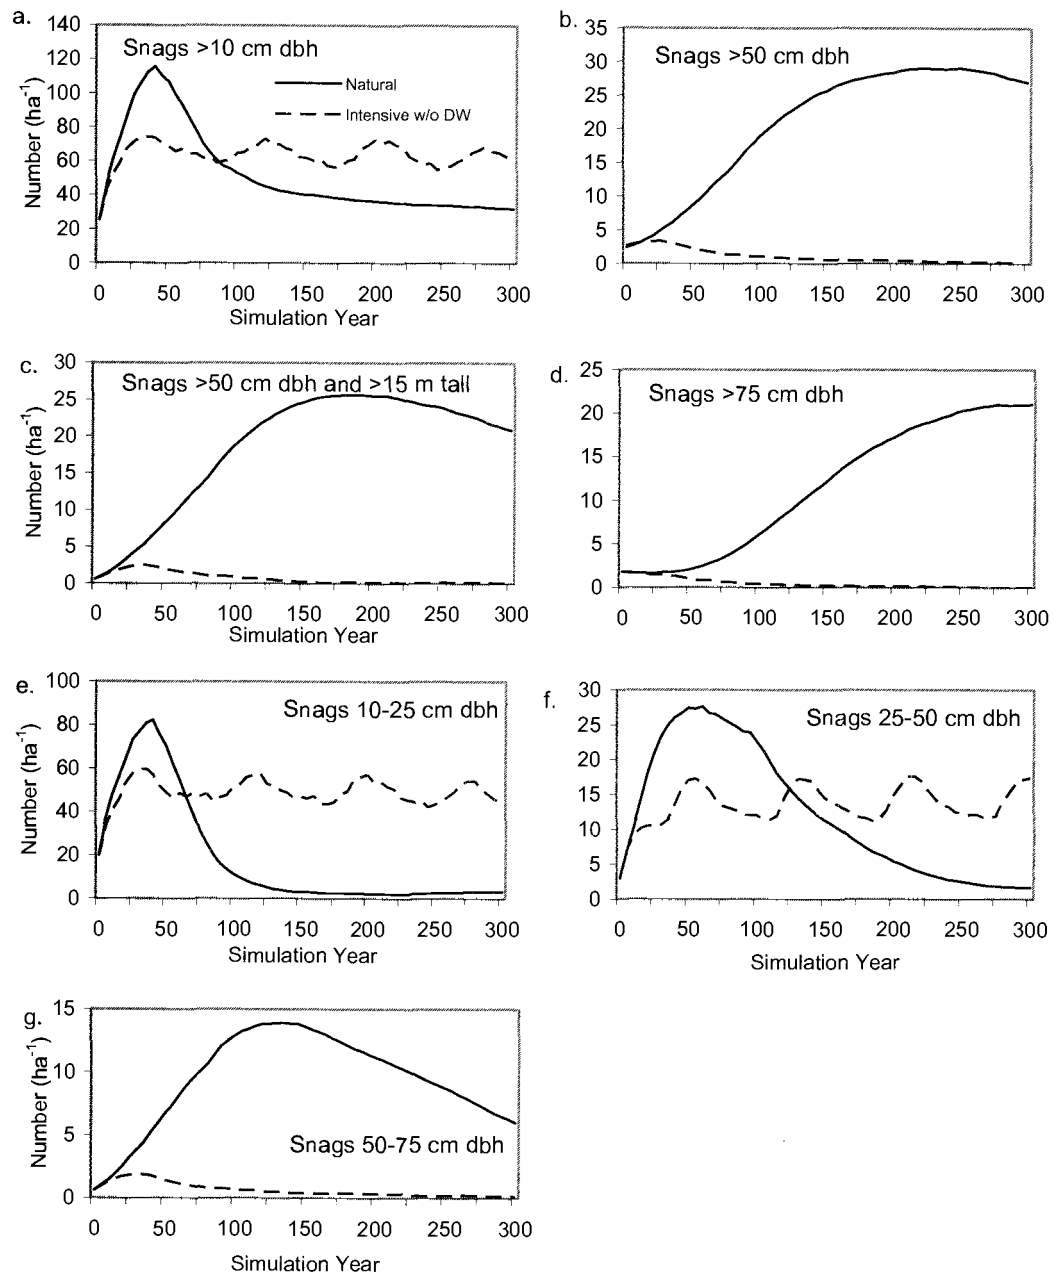 a.
Snags >10 cm dbh
Natural
Intensive w/o DW
Number (ha-1)
140
120
100
80
60
40
20
0
0 50 100 150 200 250 300
Simulation Year
b.
Snags >50 cm dbh
35
30
25
20
15
10
5
0
0 50 100 150 200 250 300
c.
Snags >50 cm dbh and >15 m tall
Number (ha-1)
30
25
20
15
10
5
0
0 50 100 150 200 250 300
Simulation Year
d.
Snags >75 cm dbh
25
20
15
10
5
0
0 50 100 150 200 250 300
e.
Snags 10-25 cm dbh
Number (ha-1)
100
80
60
40
20
0
0 50 100 150 200 250 300
Simulation Year
f.
Snags 25-50 cm dbh
30
25
20
15
10
5
0
0 50 100 150 200 250 300
Simulation Year
g.
Snags 50-75 cm dbh
Number (ha-1)
15
10
5
0
0 50 100 150 200 250 300
Simulation Year